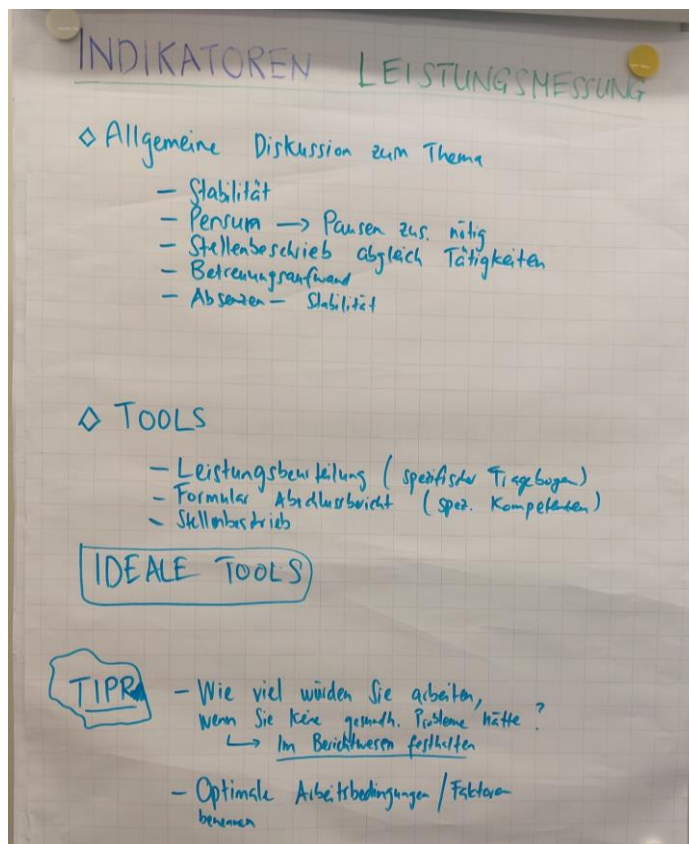 INDIKATOREN LEISTUNGSMESSUNG
◇ Allgemeine Diskussion zum Thema
– Stabilität
– Pensum → Pausen zus. nötig
– Stellenbeschrieb abgleich Tätigkeiten
– Betreuungsaufwand
– Absenzen – Stabilität
◇ TOOLS
– Leistungsbeurteilung (spezifischer Fragebogen)
– Formular Abschlussbericht (spez. Kompetenzen)
– Stellenbeschrieb
IDEALE TOOLS
– Wie viel würden Sie arbeiten,
wenn Sie keine gesundh. Probleme hätte?
↳ Im Berichtwesen festhalten
– Optimale Arbeitsbedingungen / Faktoren
benennen